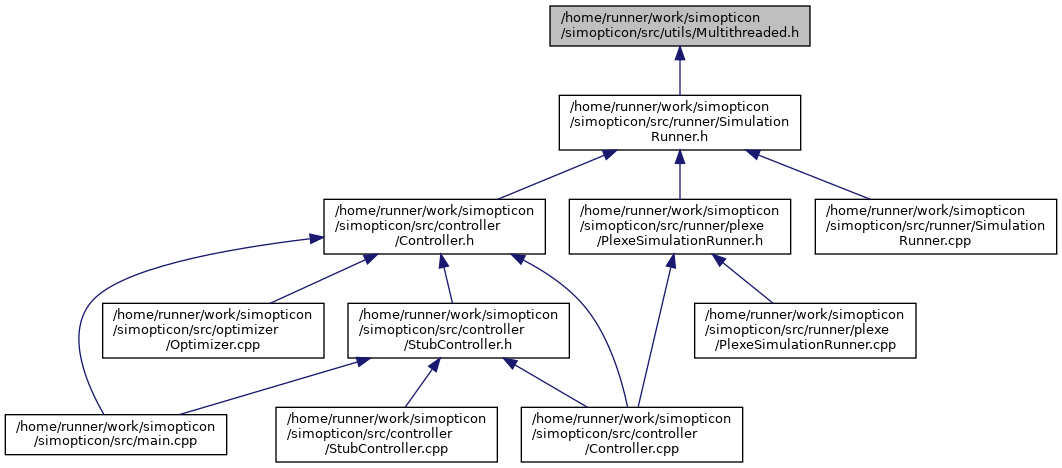 /home/runner/work/simopticon
/simopticon/src/utils/Multithreaded.h
/home/runner/work/simopticon
/simopticon/src/runner/Simulation
Runner.h
/home/runner/work/simopticon
/simopticon/src/controller
/Controller.h
/home/runner/work/simopticon
/simopticon/src/runner/plexe
/PlexeSimulationRunner.h
/home/runner/work/simopticon
/simopticon/src/runner/Simulation
Runner.cpp
/home/runner/work/simopticon
/simopticon/src/optimizer
/Optimizer.cpp
/home/runner/work/simopticon
/simopticon/src/controller
/StubController.h
/home/runner/work/simopticon
/simopticon/src/runner/plexe
/PlexeSimulationRunner.cpp
/home/runner/work/simopticon
/simopticon/src/main.cpp
/home/runner/work/simopticon
/simopticon/src/controller
/StubController.cpp
/home/runner/work/simopticon
/simopticon/src/controller
/Controller.cpp